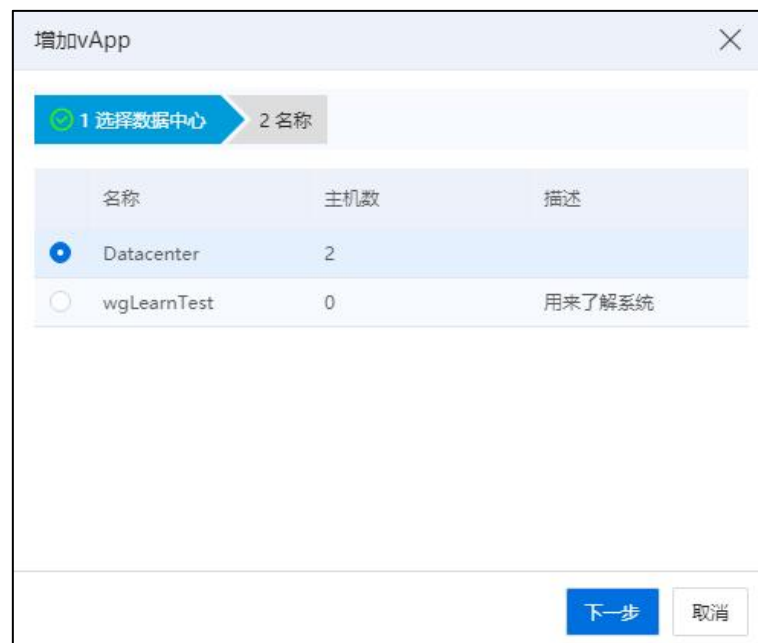 增加vApp
1 选择数据中心 2 名称
名称 主机数 描述
Datacenter 2
wgLearnTest 0 用来了解系统
下一步 取消